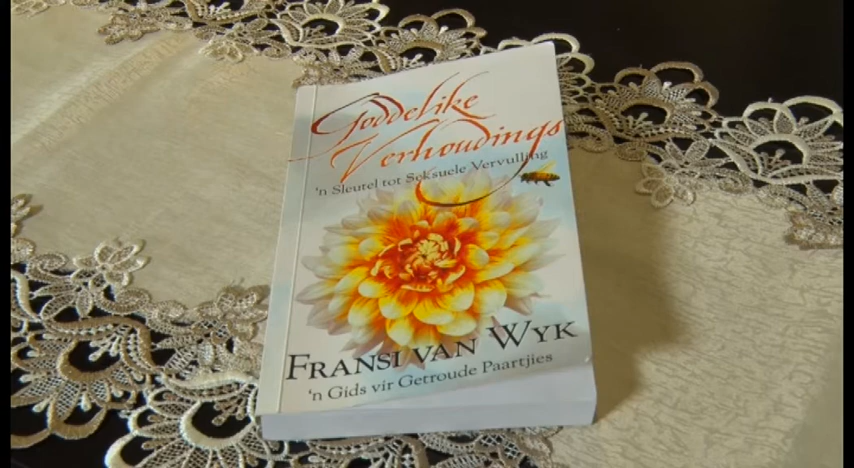 Goddelike
Verhoudings
'n Sleutel tot Seksuele Vervulling
FRANSI VAN WYK
'n Gids vir Getroude Paartjies